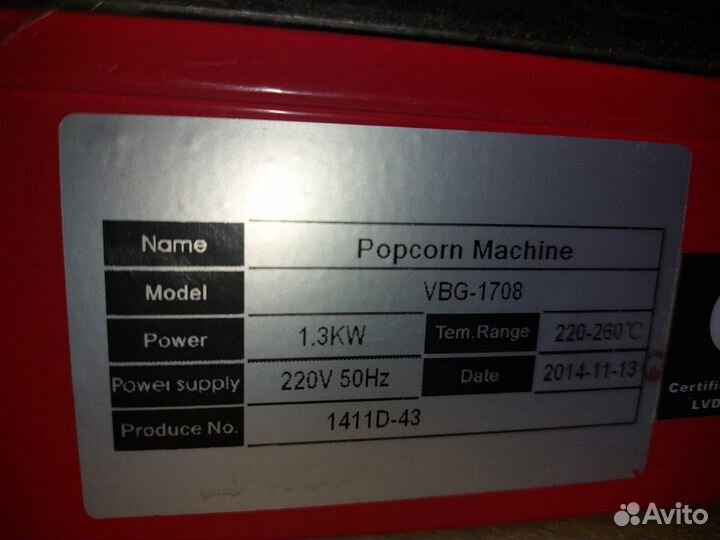 Name Popcorn Machine
Model VBG-1708
Power 1.3KW Tem.Range 220-260℃
Power supply 220V 50Hz Date 2014-11-13
Produce No. 1411D-43
Certifi
LVD
Avito